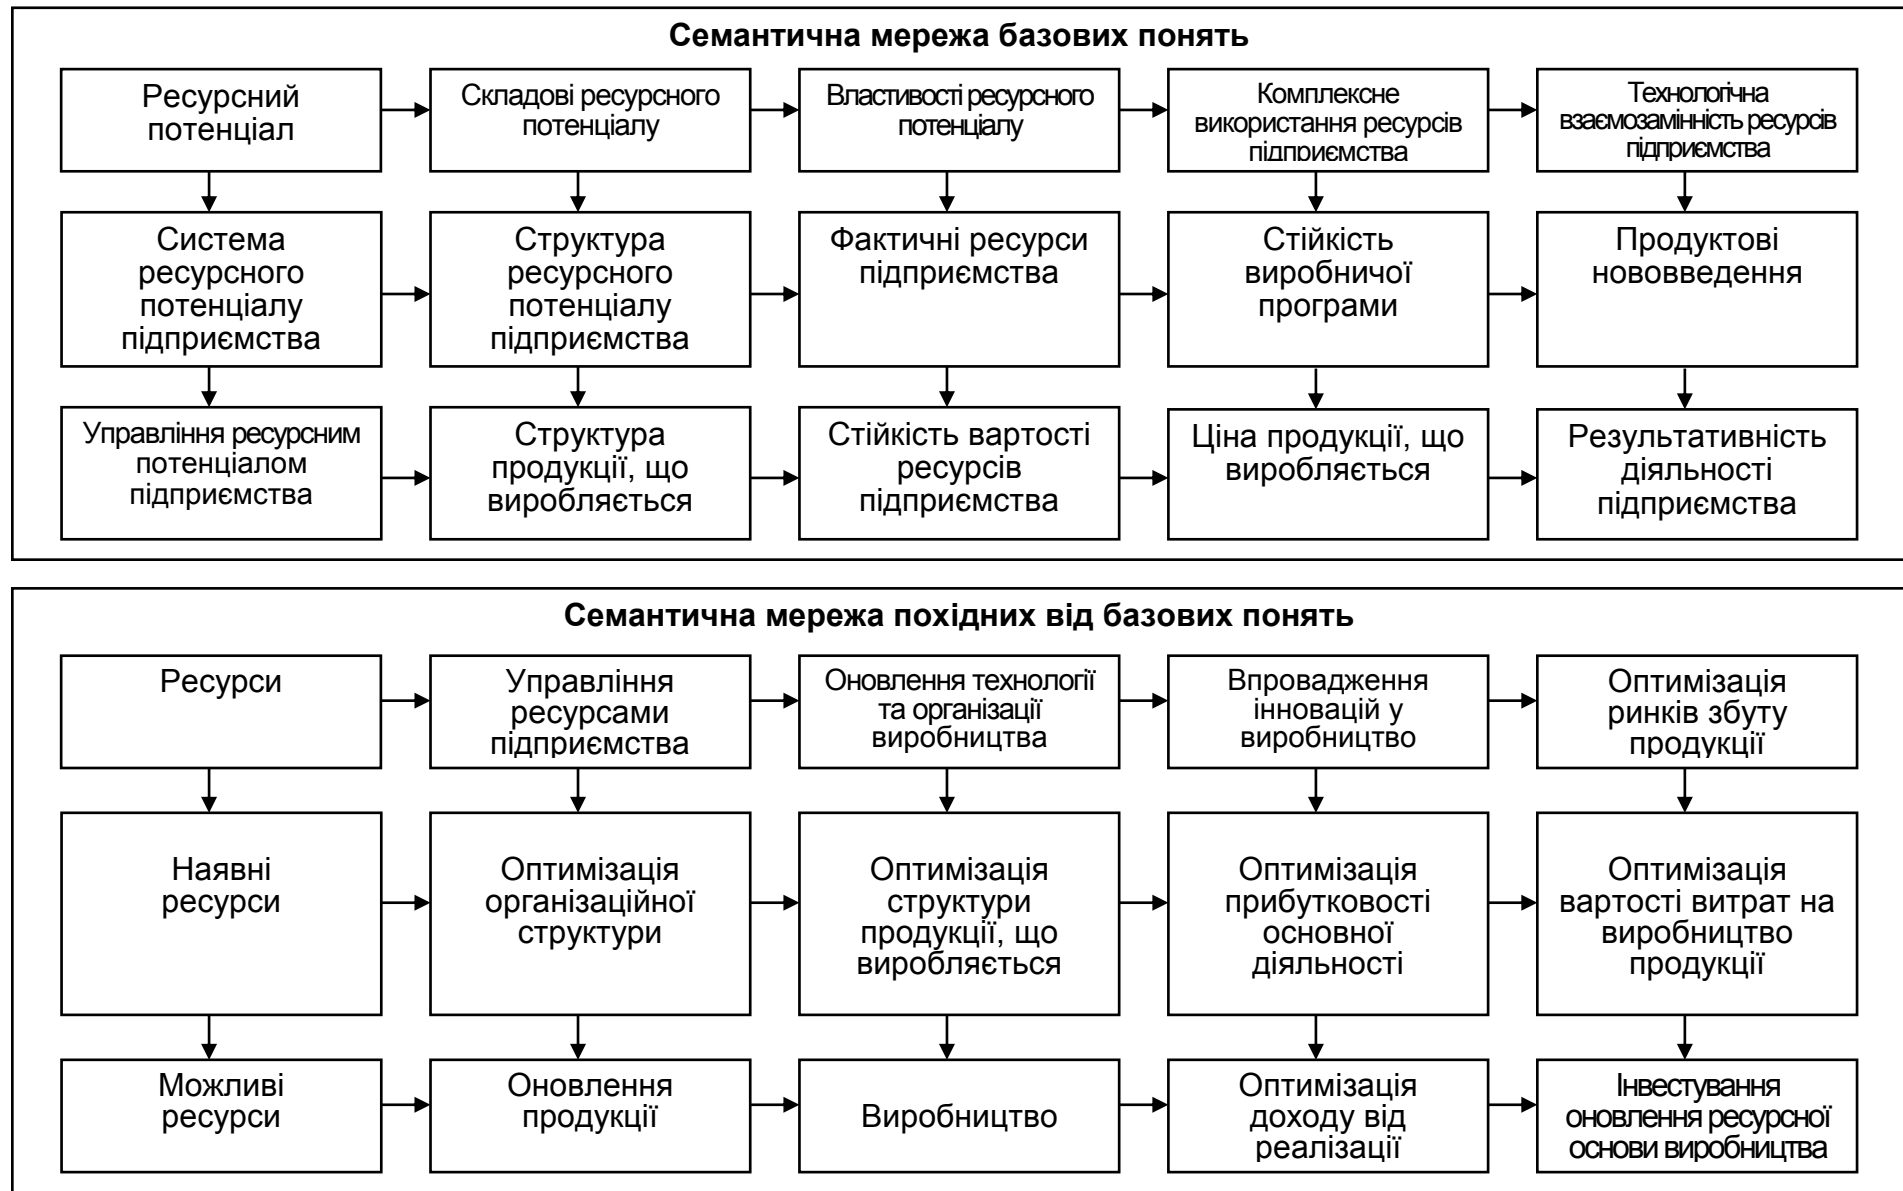 Семантична мережа базових понять
Ресурсний
потенціал
Складові ресурсного
потенціалу
Властивості ресурсного
потенціалу
Комплексне
використання ресурсів
підприємства
Технологічна
взаємозамінність ресурсів
підприємства
Система
ресурсного
потенціалу
підприємства
Структура
ресурсного
потенціалу
підприємства
Фактичні ресурси
підприємства
Стійкість
виробничої
програми
Продуктові
нововведення
Управління ресурсним
потенціалом
підприємства
Структура
продукції, що
виробляється
Стійкість вартості
ресурсів
підприємства
Ціна продукції, що
виробляється
Результативність
діяльності
підприємства
Семантична мережа похідних від базових понять
Ресурси
Управління
ресурсами
підприємства
Оновлення технології
та організації
виробництва
Впровадження
інновацій у
виробництво
Оптимізація
ринків збуту
продукції
Наявні
ресурси
Оптимізація
організаційної
структури
Оптимізація
структури
продукції, що
виробляється
Оптимізація
прибутковості
основної
діяльності
Оптимізація
вартості витрат на
виробництво
продукції
Можливі
ресурси
Оновлення
продукції
Виробництво
Оптимізація
доходу від
реалізації
Інвестування
оновлення ресурсної
основи виробництва